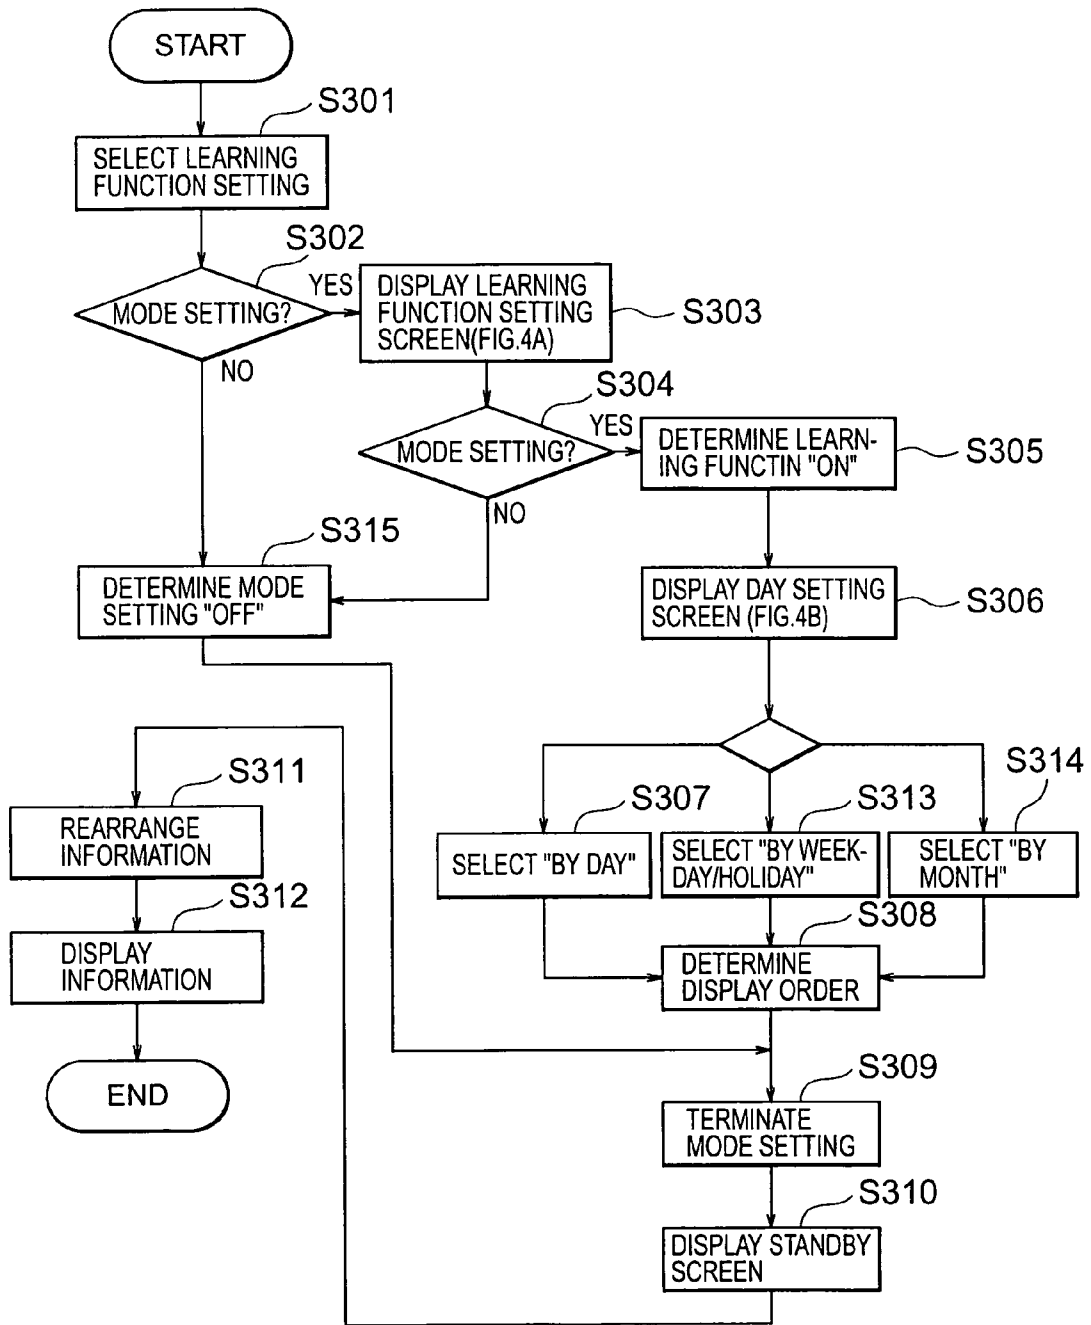 START
S301
SELECT LEARNING
FUNCTION SETTING
S302
MODE SETTING?
YES
NO
DISPLAY LEARNING
FUNCTION SETTING
SCREEN(FIG.4A)
S303
S304
MODE SETTING?
YES
NO
DETERMINE LEARN-
ING FUNCTIN "ON"
S305
S315
DETERMINE MODE
SETTING "OFF"
DISPLAY DAY SETTING
SCREEN (FIG.4B)
S306
S307
SELECT "BY DAY"
S313
SELECT "BY WEEK-
DAY/HOLIDAY"
S314
SELECT "BY
MONTH"
S308
DETERMINE
DISPLAY ORDER
S309
TERMINATE
MODE SETTING
S310
DISPLAY STANDBY
SCREEN
S311
REARRANGE
INFORMATION
S312
DISPLAY
INFORMATION
END